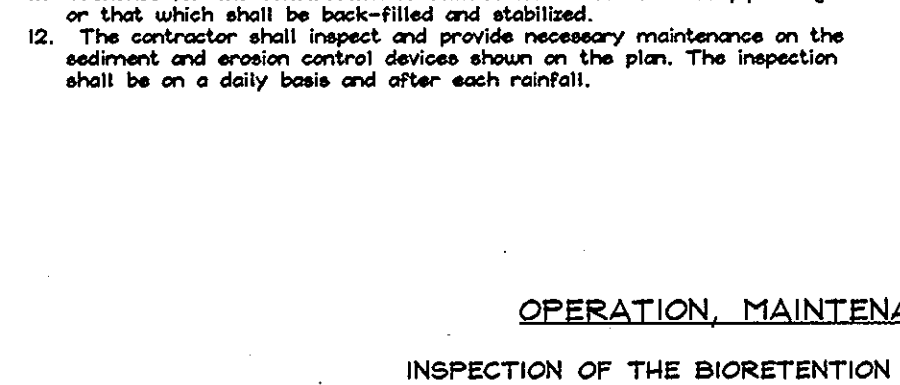 or that which shall be back-filled and stabilized.
12. The contractor shall inspect and provide necessary maintenance on the
sediment and erosion control devices shown on the plan. The inspection
shall be on a daily basis and after each rainfall.
OPERATION, MAINTENA
INSPECTION OF THE BIORETENTION